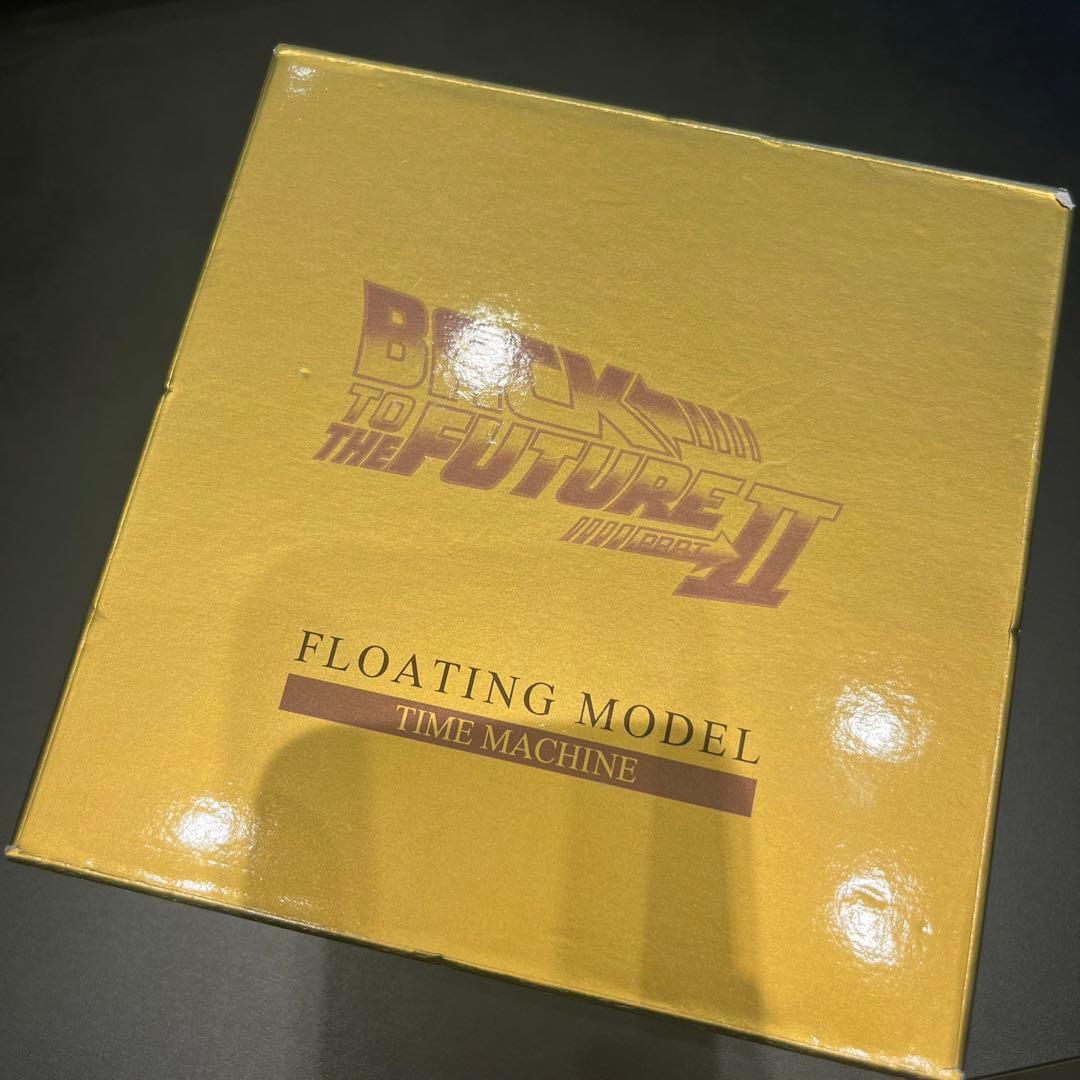 BACK
TO
THE FUTURE II
PART
FLOATING MODEL
TIME MACHINE